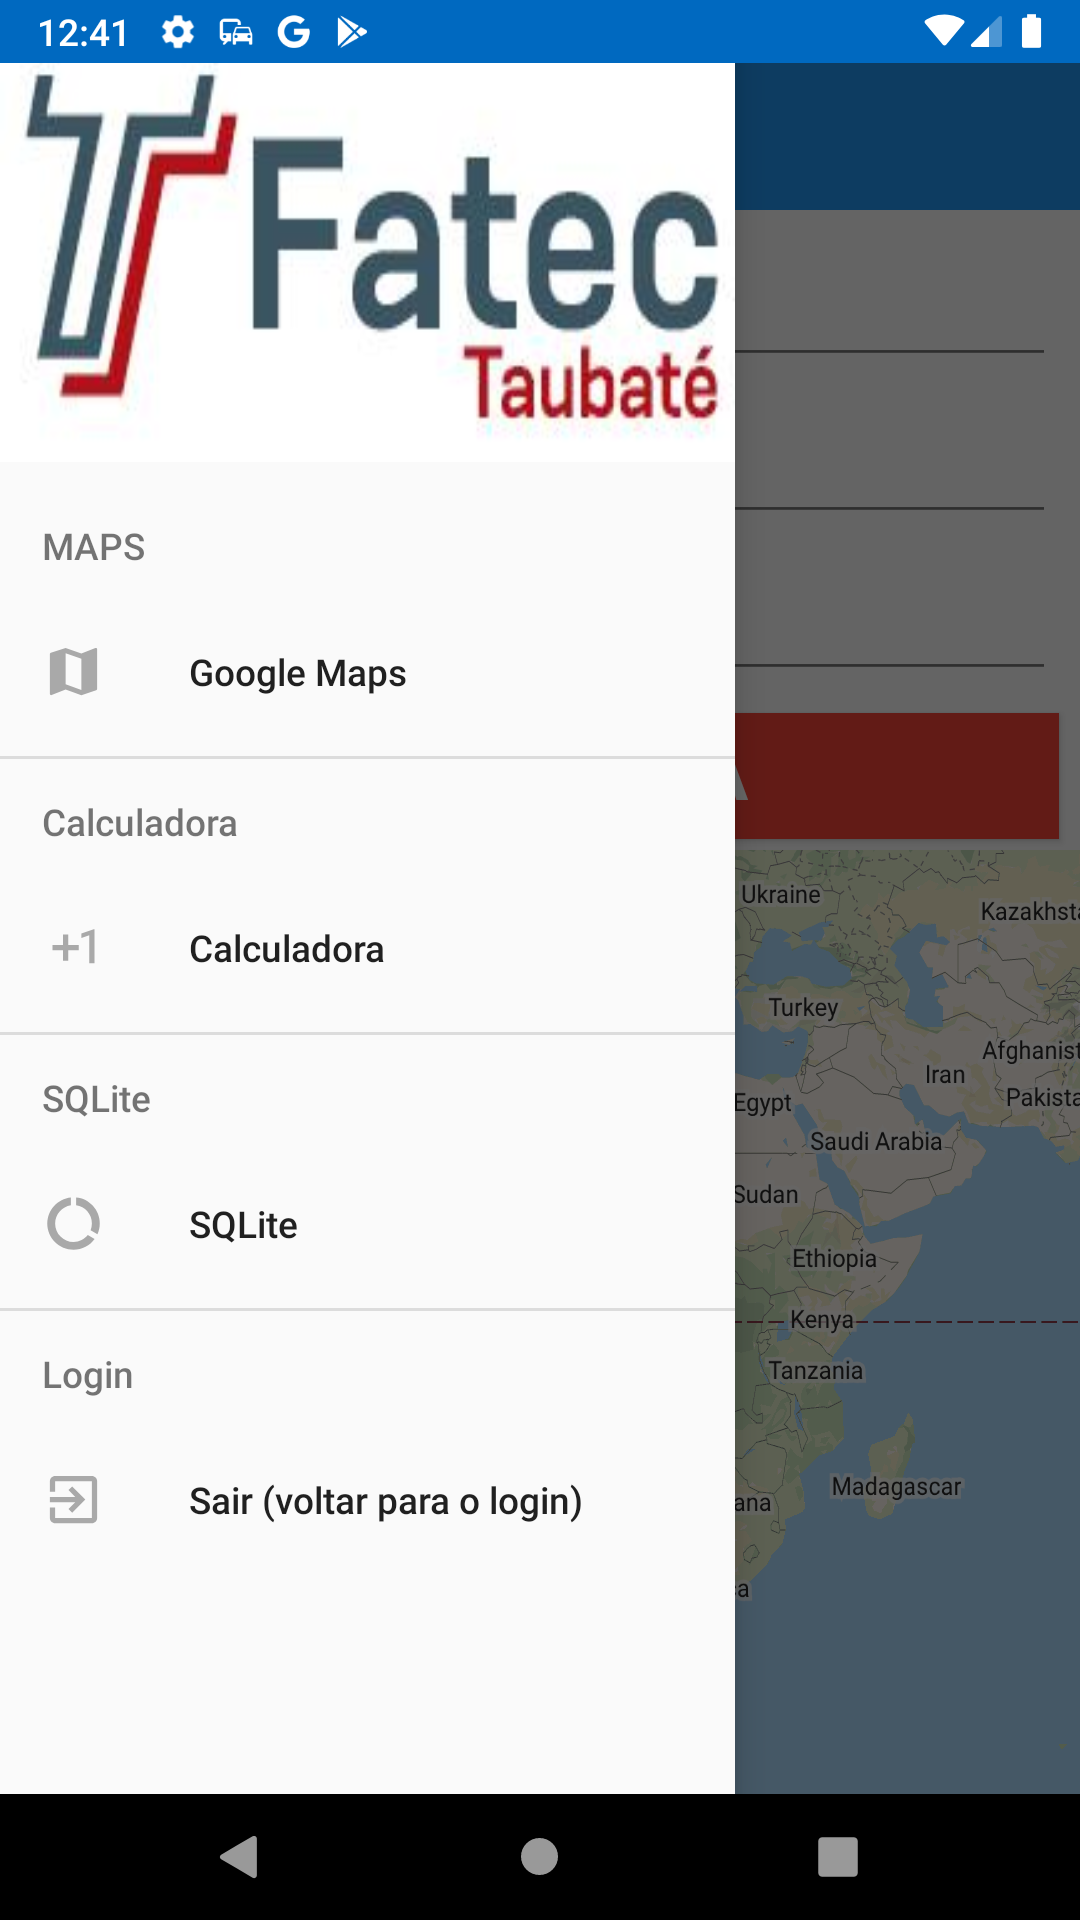 12:41
Fatec
Taubaté
MAPS
Google Maps
Calculadora
+1 Calculadora
SQLite
SQLite
Login
Sair (voltar para o login)
A
Ukraine
Kazakhst
Turkey
Afghanist
Iran
Pakista
Egypt
Saudi Arabia
Sudan
Ethiopia
Kenya
Tanzania
Madagascar
ana
a